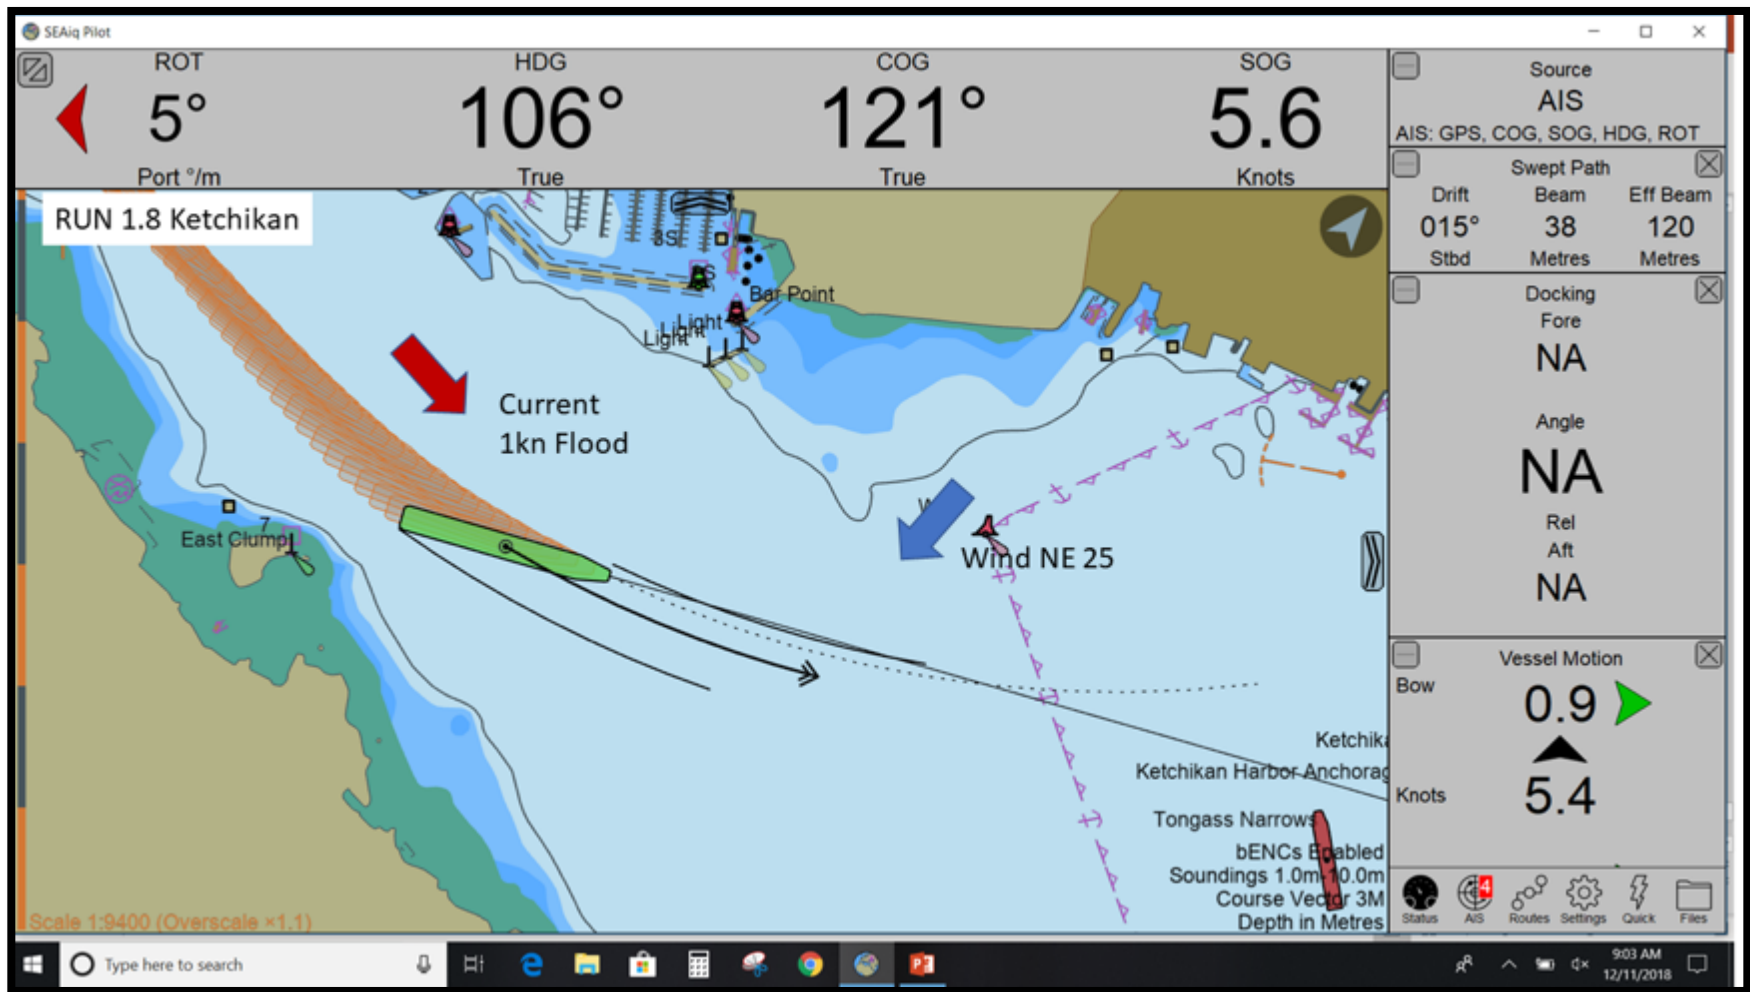 SEAiq Pilot
ROT
5°
Port °/m
HDG
106°
True
COG
121°
True
SOG
5.6
Knots
Source
AIS
AIS: GPS, COG, SOG, HDG, ROT
Swept Path
Drift Beam Eff Beam
015° 38 120
Stbd Metres Metres
Docking
Fore
NA
Angle
NA
Rel
Aft
NA
Vessel Motion
Bow
0.9
Knots
5.4
Status AIS Routes Settings Quick Files
4
RUN 1.8 Ketchikan
Bar Point
Light
Light
Light
Current
1kn Flood
7
East Clump
Wind NE 25
Ketchika
Ketchikan Harbor Anchorag
Tongass Narrows
bENCs Enabled
Soundings 1.0m-10.0m
Course Vector 3M
Depth in Metres
Scale 1:9400 (Overscale ×1.1)
Type here to search
9:03 AM
12/11/2018